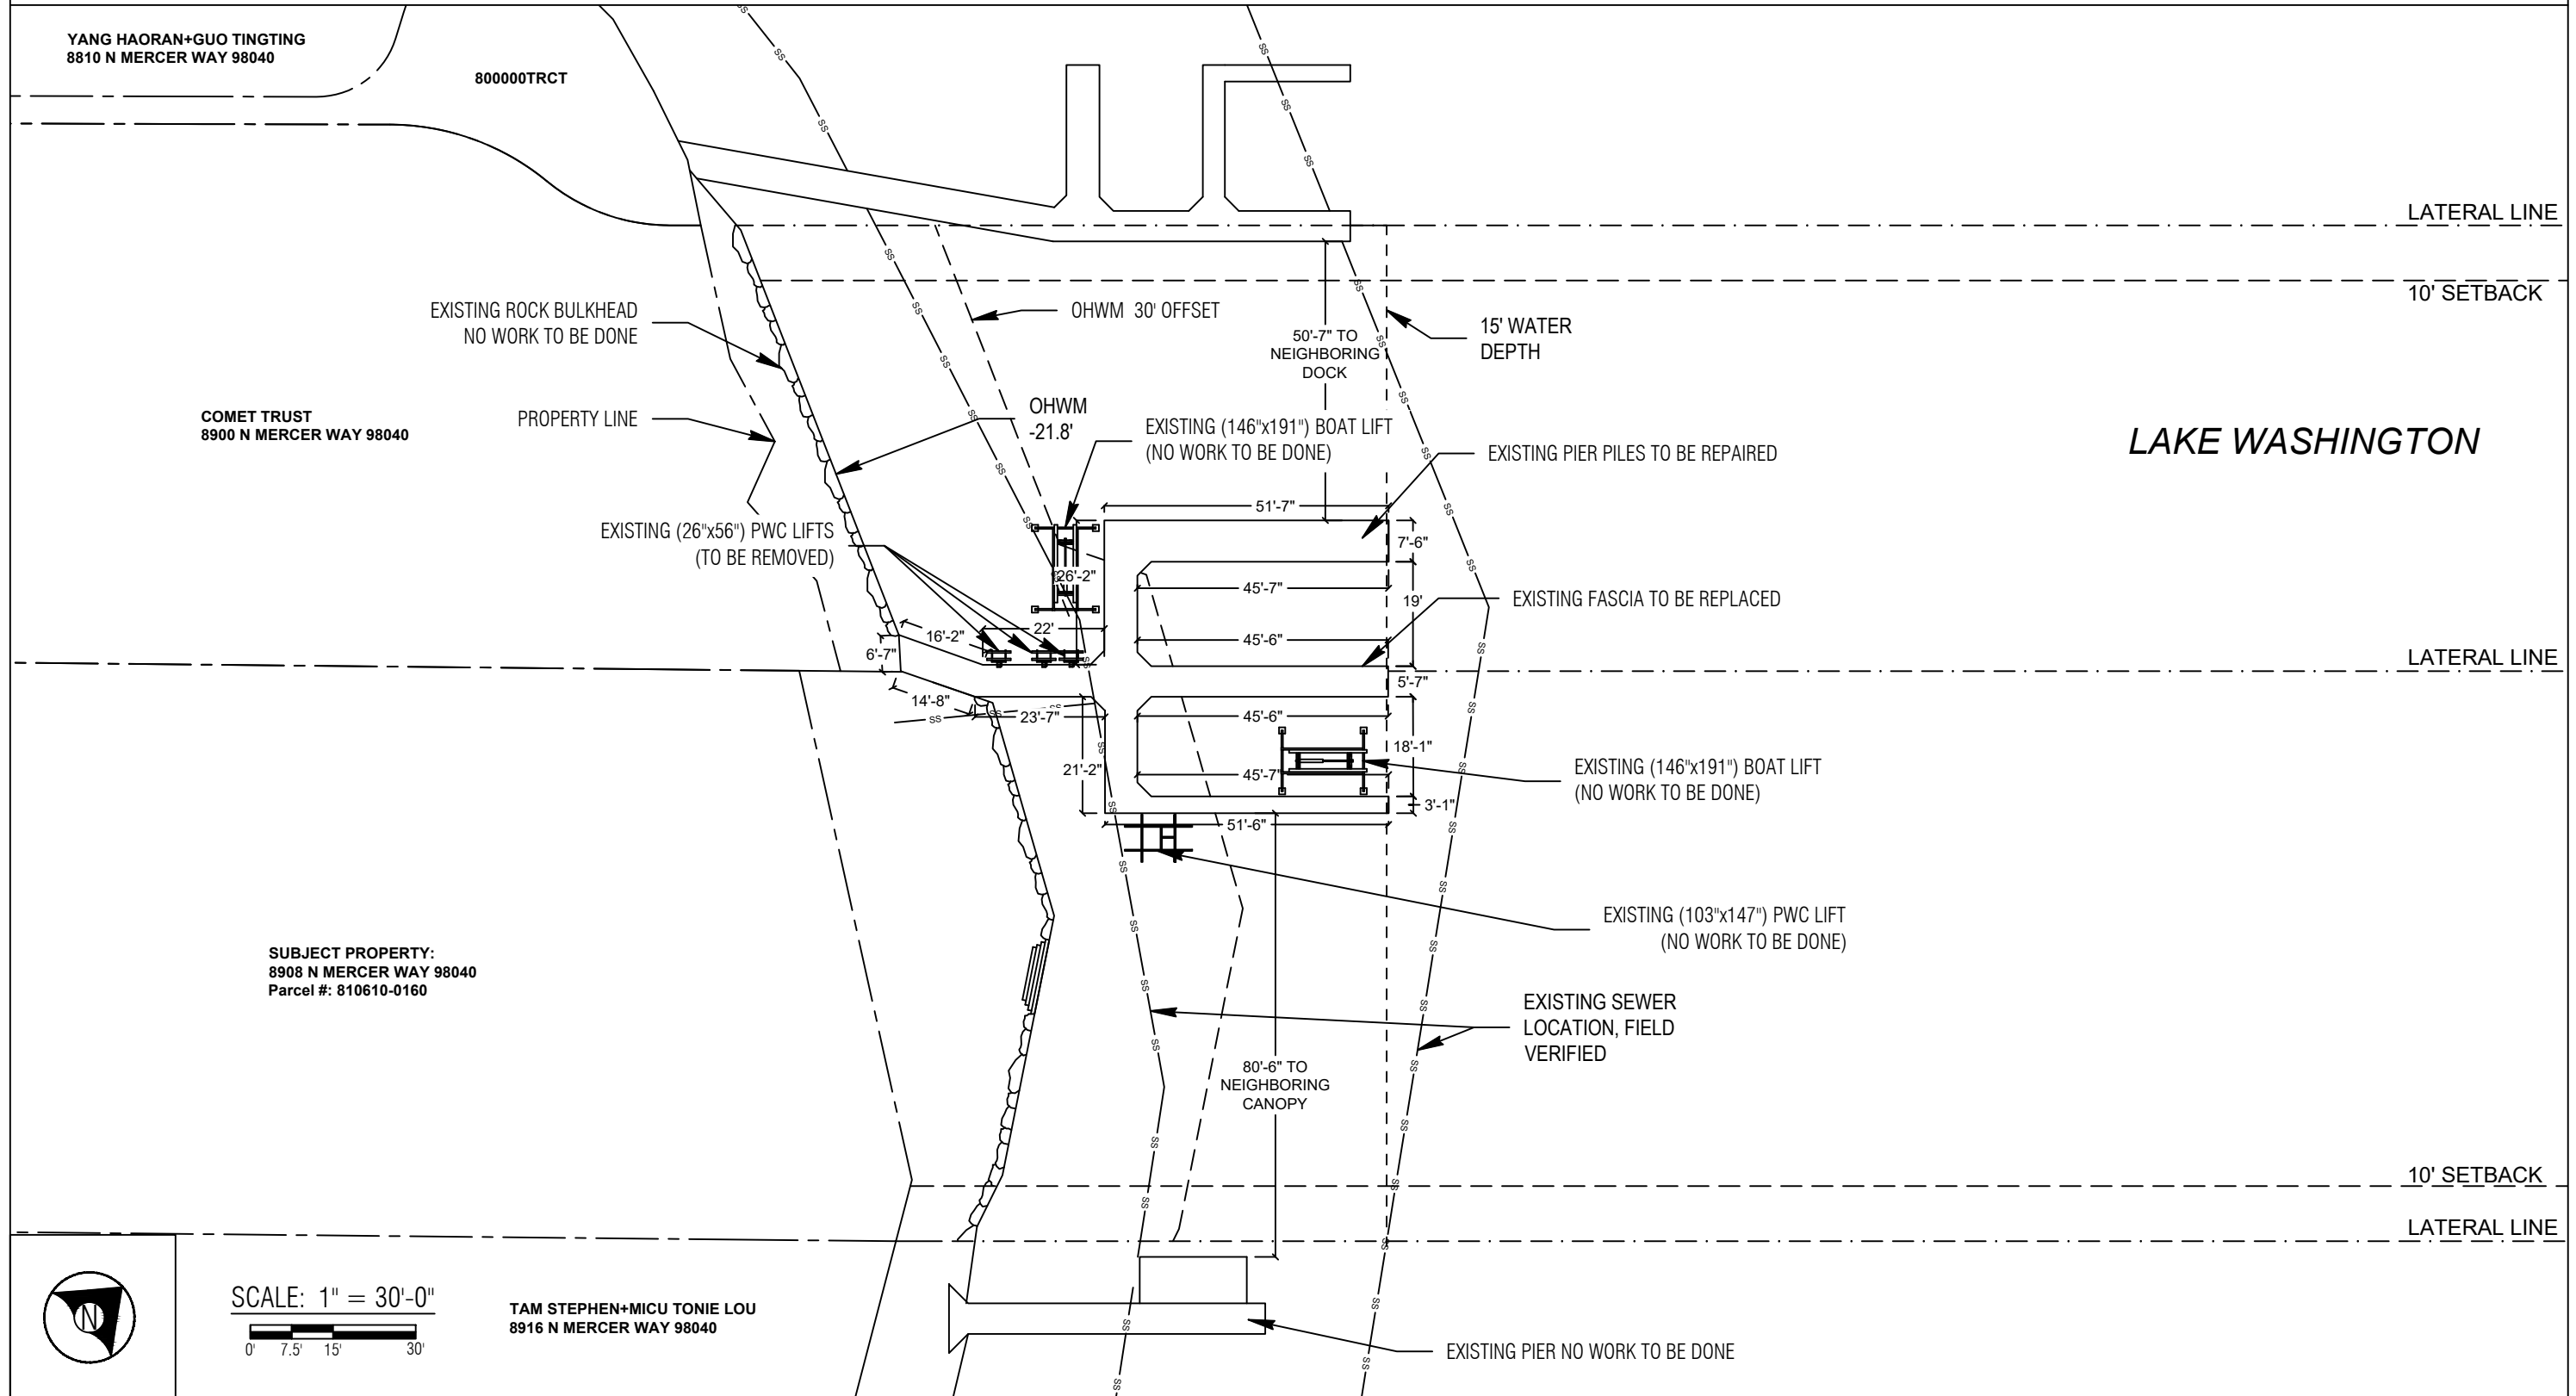 YANG HAORAN+GUO TINGTING
8810 N MERCER WAY 98040
800000TRCT
LATERAL LINE
10' SETBACK
EXISTING ROCK BULKHEAD
NO WORK TO BE DONE
OHWM 30' OFFSET
50'-7" TO
NEIGHBORING
DOCK
15' WATER
DEPTH
COMET TRUST
8900 N MERCER WAY 98040
PROPERTY LINE
OHWM
-21.8'
EXISTING (146"x191") BOAT LIFT
(NO WORK TO BE DONE)
EXISTING PIER PILES TO BE REPAIRED
LAKE WASHINGTON
EXISTING (26"x56") PWC LIFTS
(TO BE REMOVED)
51'-7"
7'-6"
26'-2"
45'-7"
19'
EXISTING FASCIA TO BE REPLACED
16'-2"
22'
45'-6"
6'-7"
LATERAL LINE
5'-7"
14'-8"
23'-7"
45'-6"
18'-1"
21'-2"
45'-7"
EXISTING (146"x191") BOAT LIFT
(NO WORK TO BE DONE)
3'-1"
51'-6"
EXISTING (103"x147") PWC LIFT
(NO WORK TO BE DONE)
SUBJECT PROPERTY:
8908 N MERCER WAY 98040
Parcel #: 810610-0160
EXISTING SEWER
LOCATION, FIELD
VERIFIED
80'-6" TO
NEIGHBORING
CANOPY
10' SETBACK
LATERAL LINE
N
SCALE: 1" = 30'-0"
0' 7.5' 15' 30'
TAM STEPHEN+MICU TONIE LOU
8916 N MERCER WAY 98040
EXISTING PIER NO WORK TO BE DONE